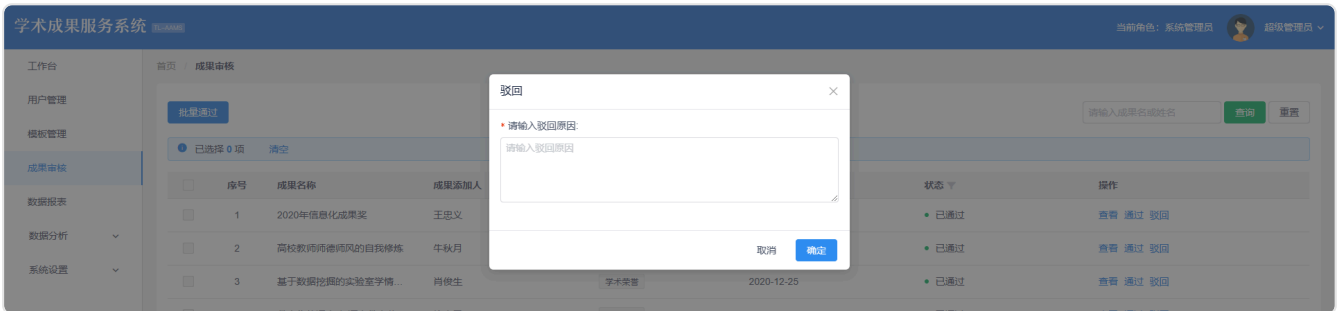 学术成果服务系统
当前角色：系统管理员 超级管理员
工作台
用户管理
模板管理
成果审核
数据报表
数据分析
系统设置
首页 / 成果审核
批量通过
请输入成果名或姓名 查询 重置
已选择 0 项 清空
序号 成果名称 成果添加人 状态 操作
1 2020年信息化成果奖 王忠义 已通过 查看 通过 驳回
2 高校教师师德师风的自我修炼 牛秋月 已通过 查看 通过 驳回
3 基于数据挖掘的实验室学情... 肖俊生 学术荣誉 2020-12-25 已通过 查看 通过 驳回
驳回
* 请输入驳回原因:
请输入驳回原因
取消 确定